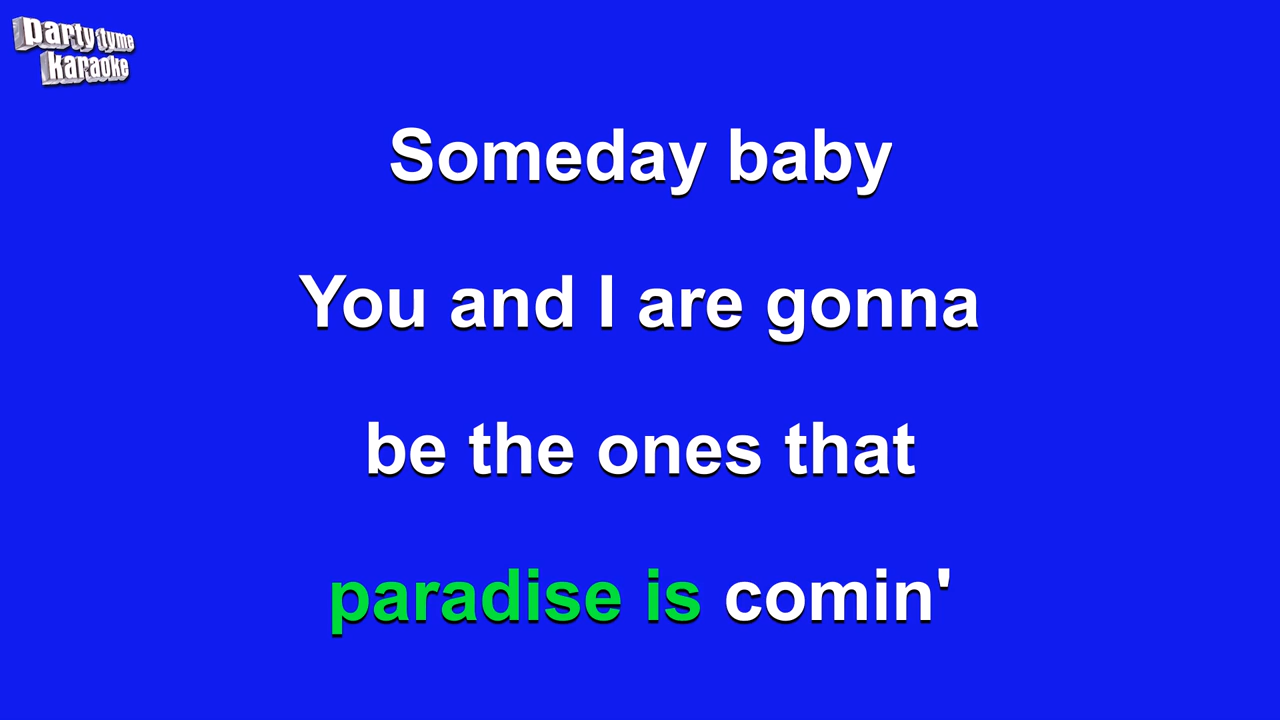 party tyme
karaoke
Someday baby
You and I are gonna
be the ones that
paradise is comin'